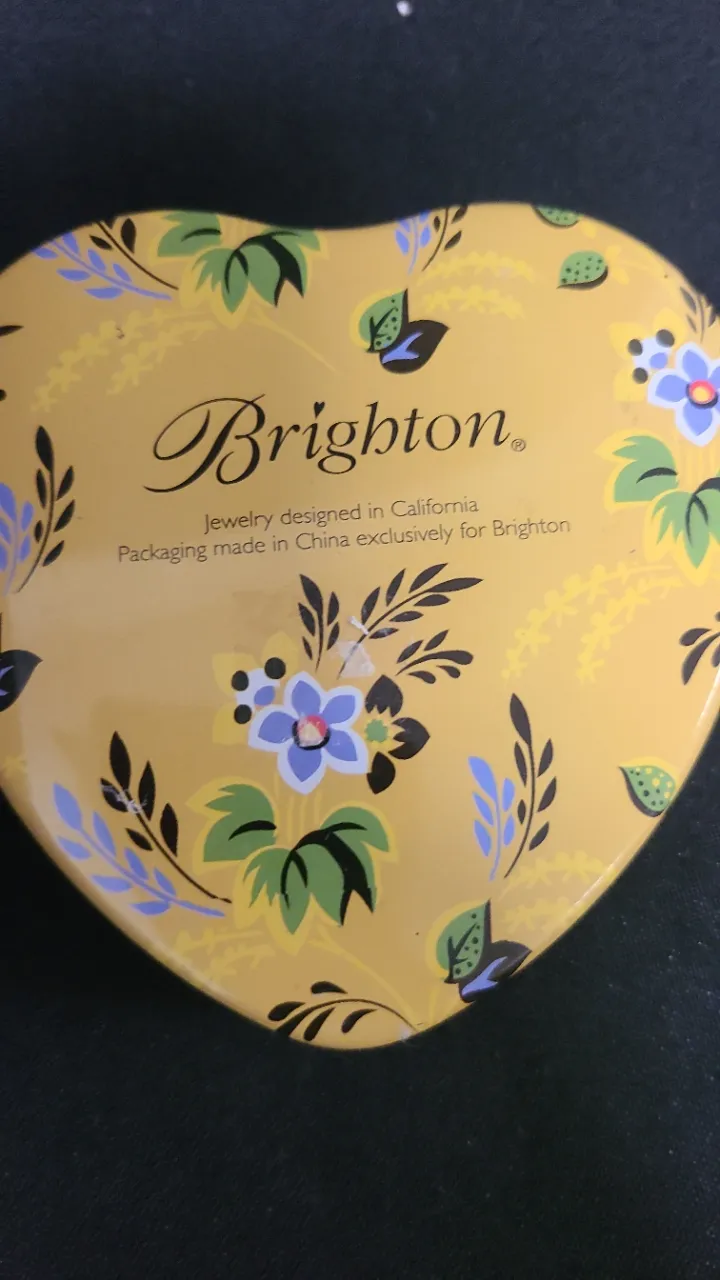 Brighton®
Jewelry designed in California
Packaging made in China exclusively for Brighton